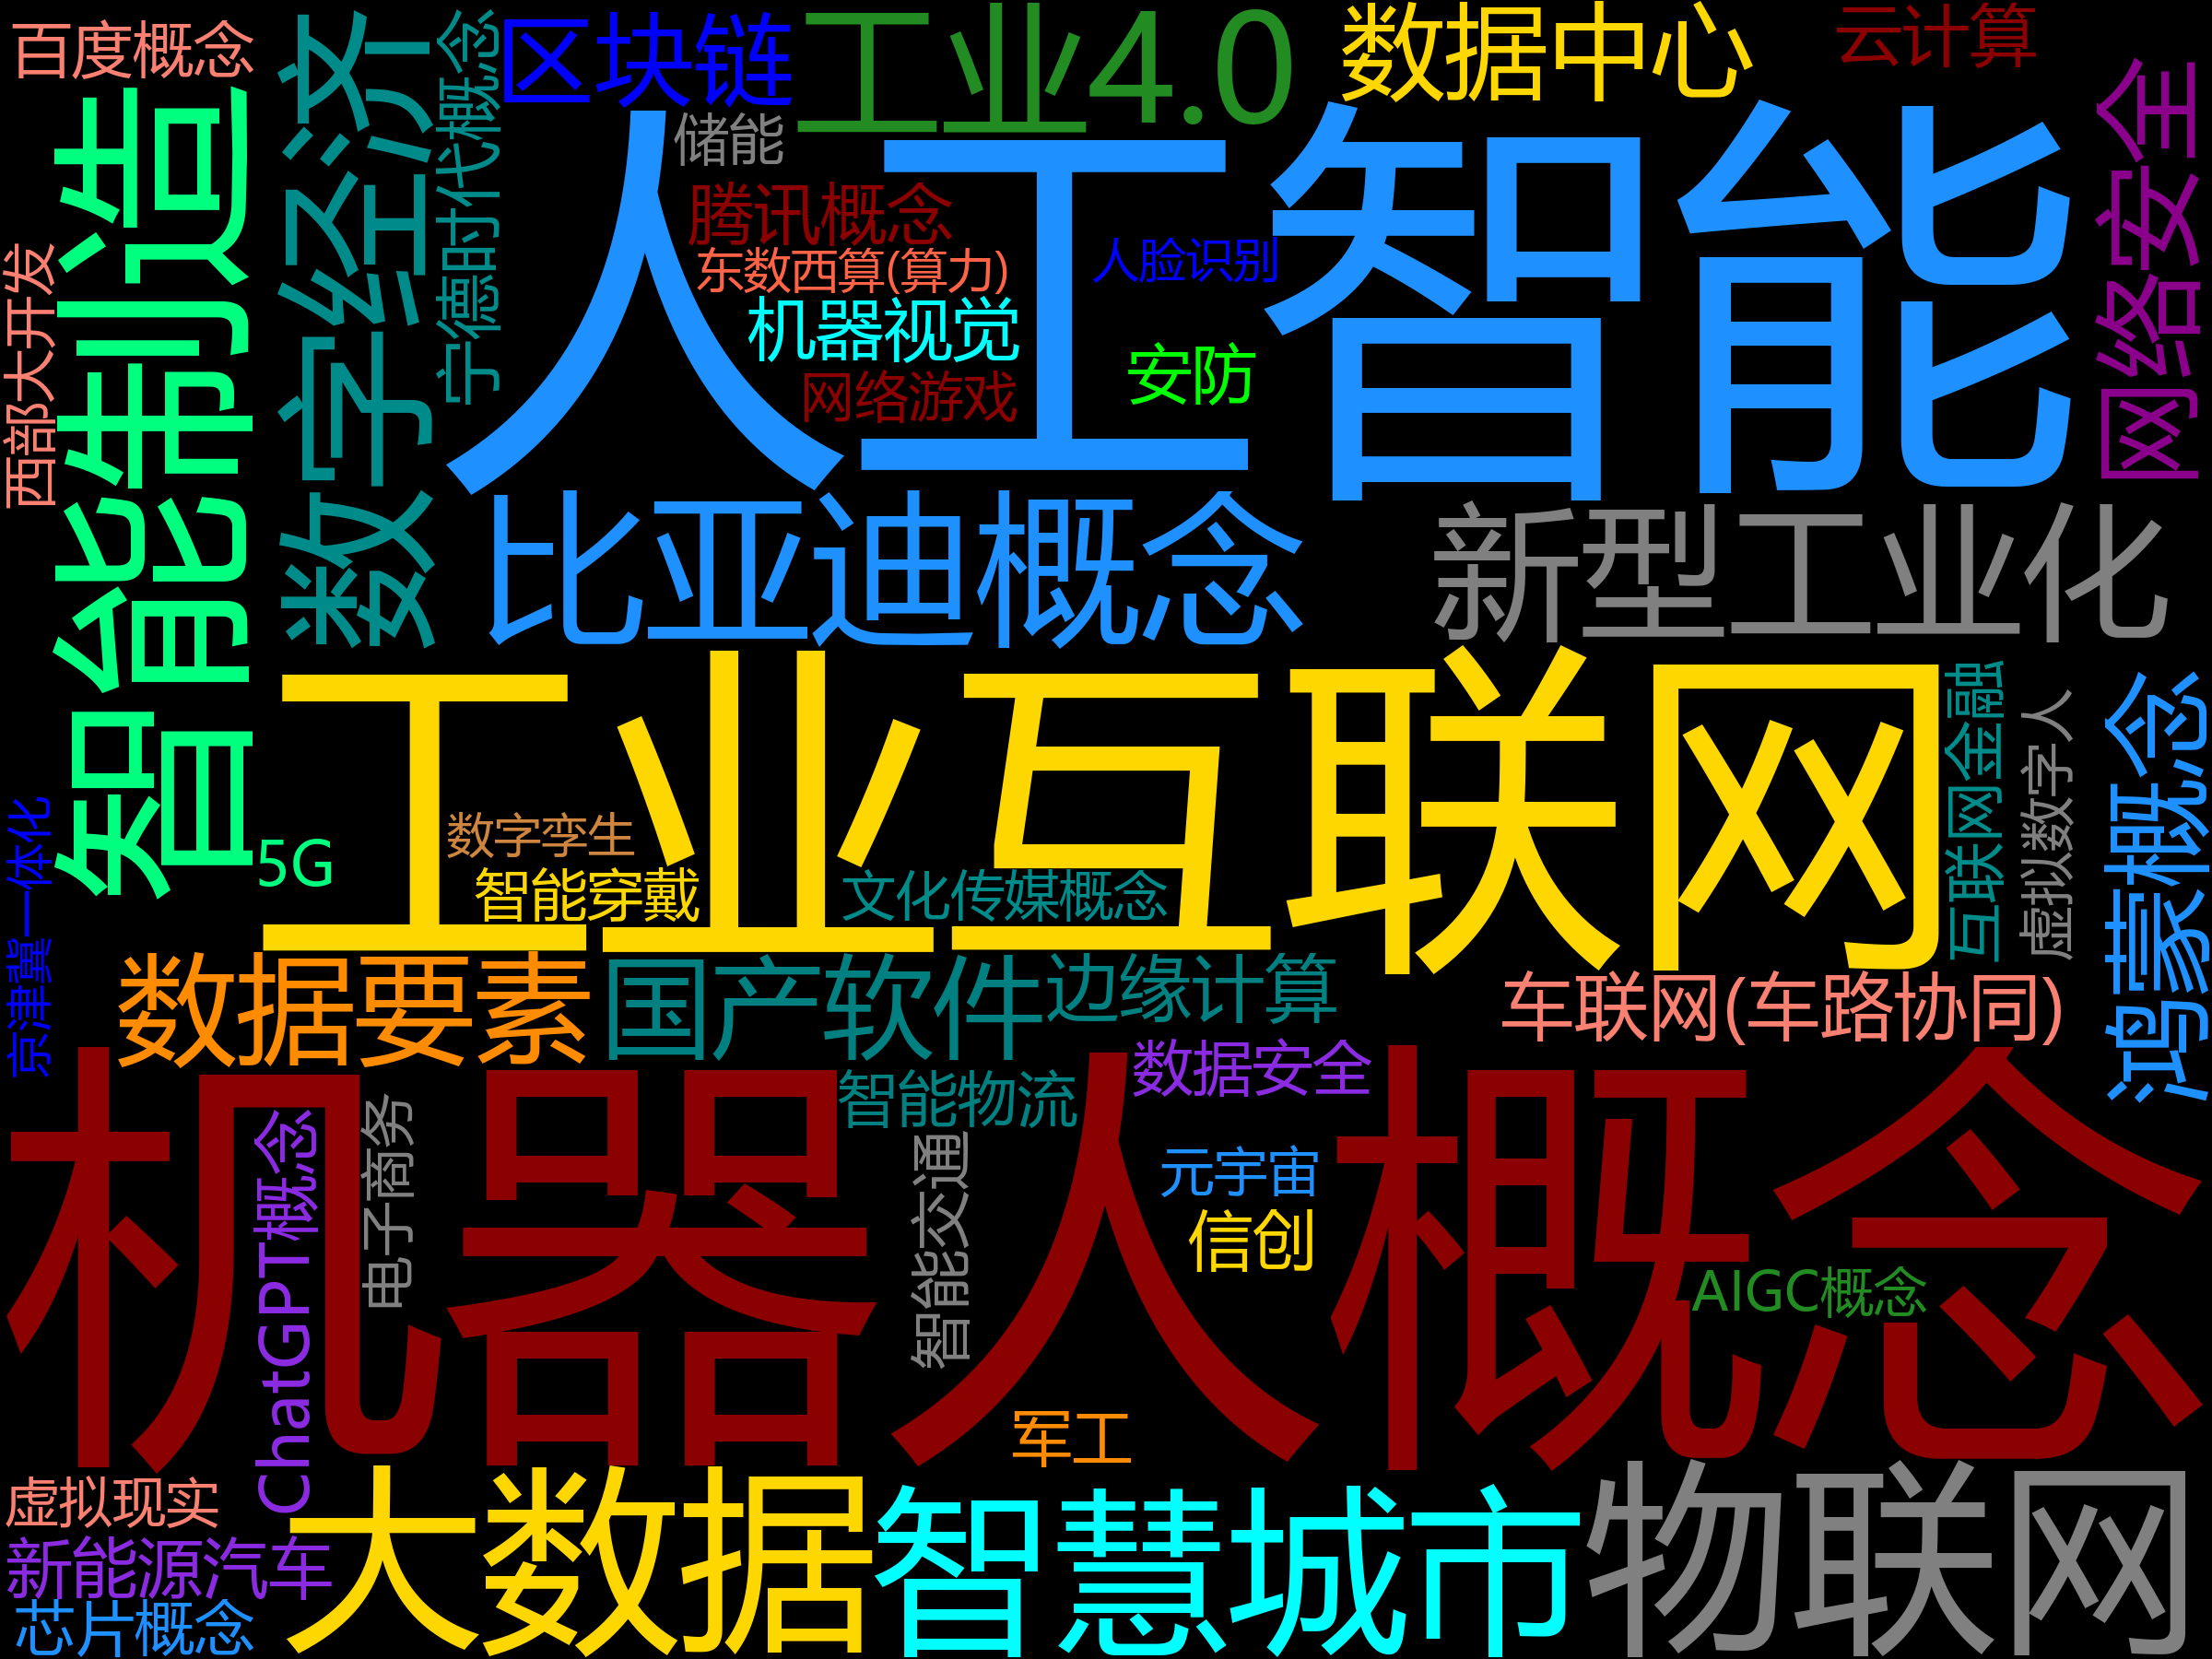 百度概念
区块链
工业4.0
数据中心
云计算
智能制造
数字经济
宁德时代概念
储能
人工智能
网络安全
腾讯概念
东数西算(算力)
人脸识别
机器视觉
安防
网络游戏
西部大开发
比亚迪概念
新型工业化
工业互联网
互联网金融
虚拟数字人
鸿蒙概念
京津冀一体化
5G
数字孪生
智能穿戴
文化传媒概念
数据要素
国产软件
边缘计算
车联网(车路协同)
数据安全
智能物流
机器人概念
ChatGPT概念
电子商务
智能交通
元宇宙
信创
AIGC概念
军工
虚拟现实
新能源汽车
芯片概念
大数据
智慧城市
物联网